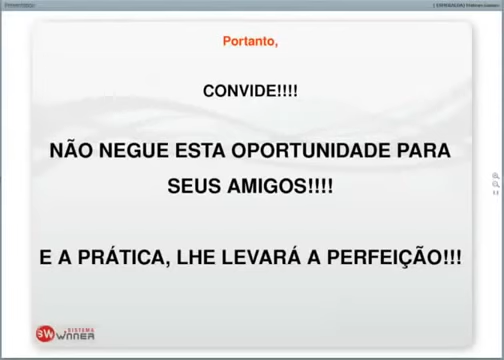 Portanto,
CONVIDE!!!!
NÃO NEGUE ESTA OPORTUNIDADE PARA
SEUS AMIGOS!!!!
E A PRÁTICA, LHE LEVARÁ A PERFEIÇÃO!!!
SISTEMA
WINNER